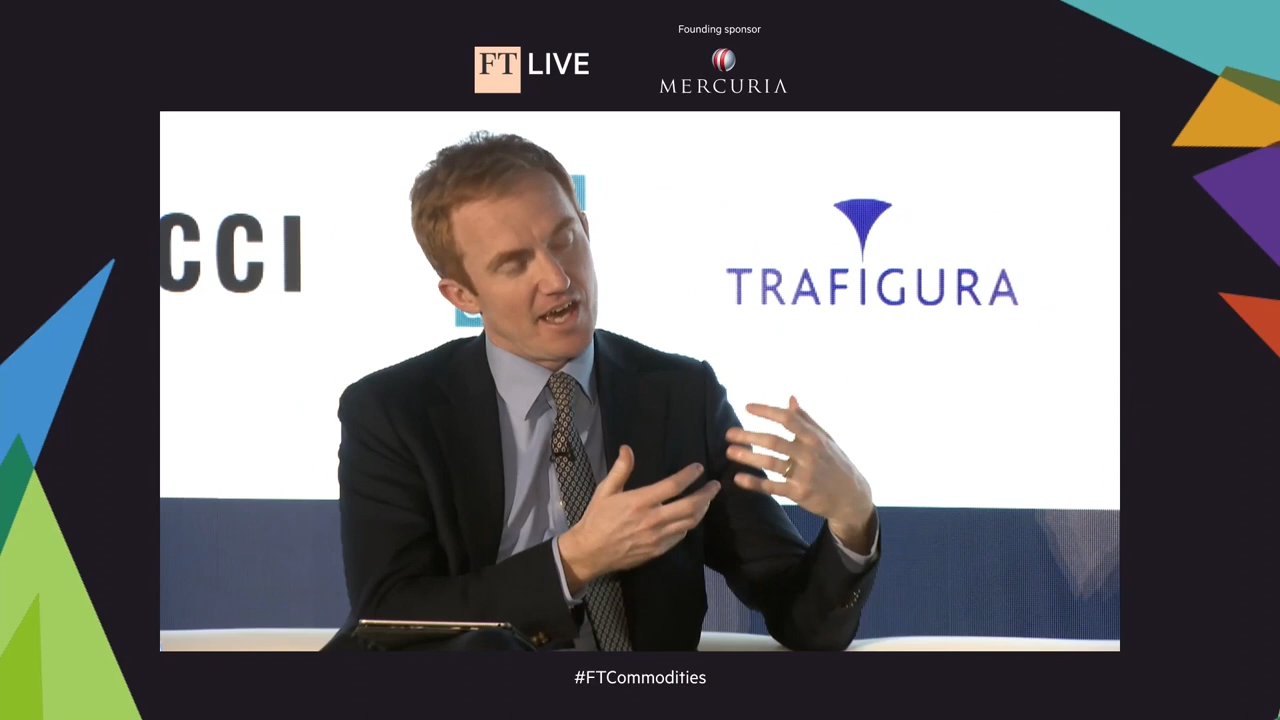 Founding sponsor
FT LIVE
MERCURIA
CCI
TRAFIGURA
#FTCommodities